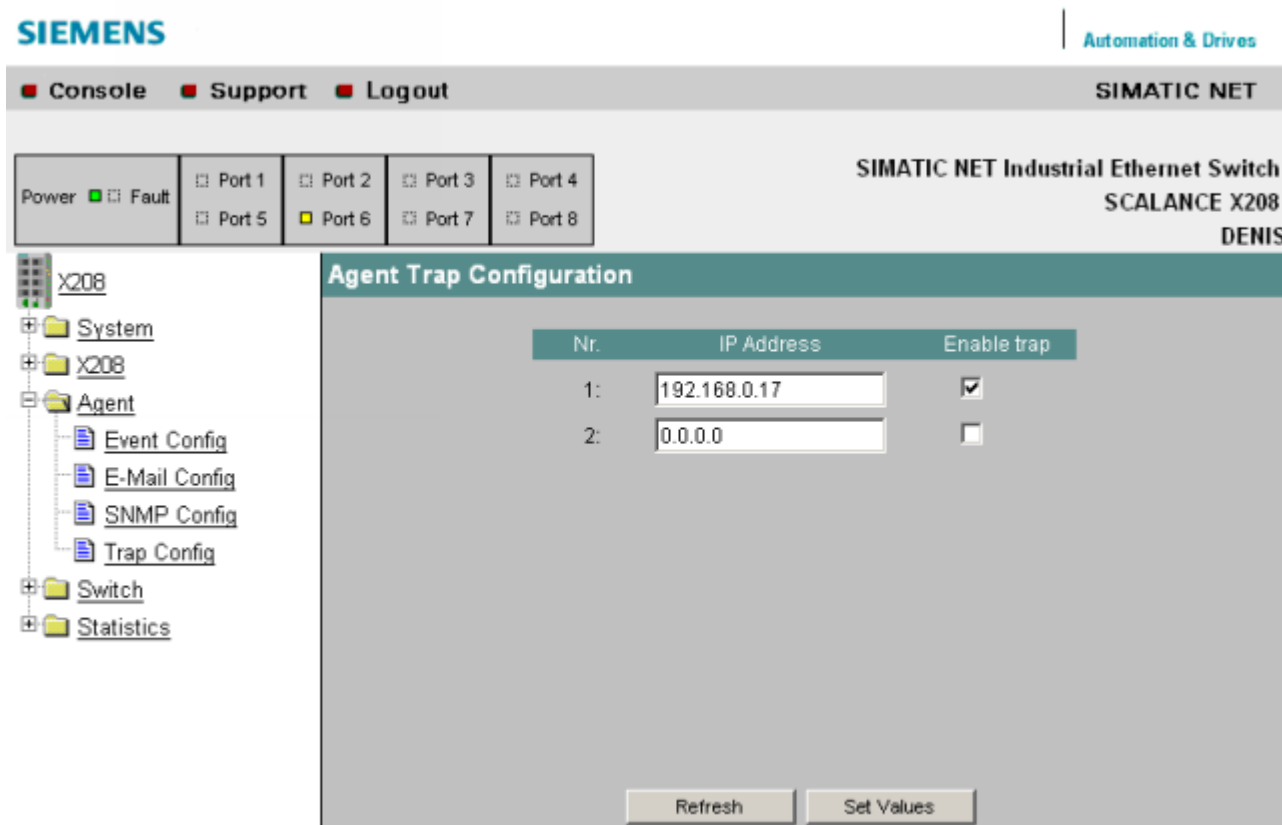 SIEMENS
Automation & Drives
Console Support Logout SIMATIC NET
Power Fault Port 1 Port 2 Port 3 Port 4
Port 5 Port 6 Port 7 Port 8
SIMATIC NET Industrial Ethernet Switch
SCALANCE X208
DENIS
X208
System
X208
Agent
Event Config
E-Mail Config
SNMP Config
Trap Config
Switch
Statistics
Agent Trap Configuration
Nr. IP Address Enable trap
1: 192.168.0.17
2: 0.0.0.0
Refresh Set Values